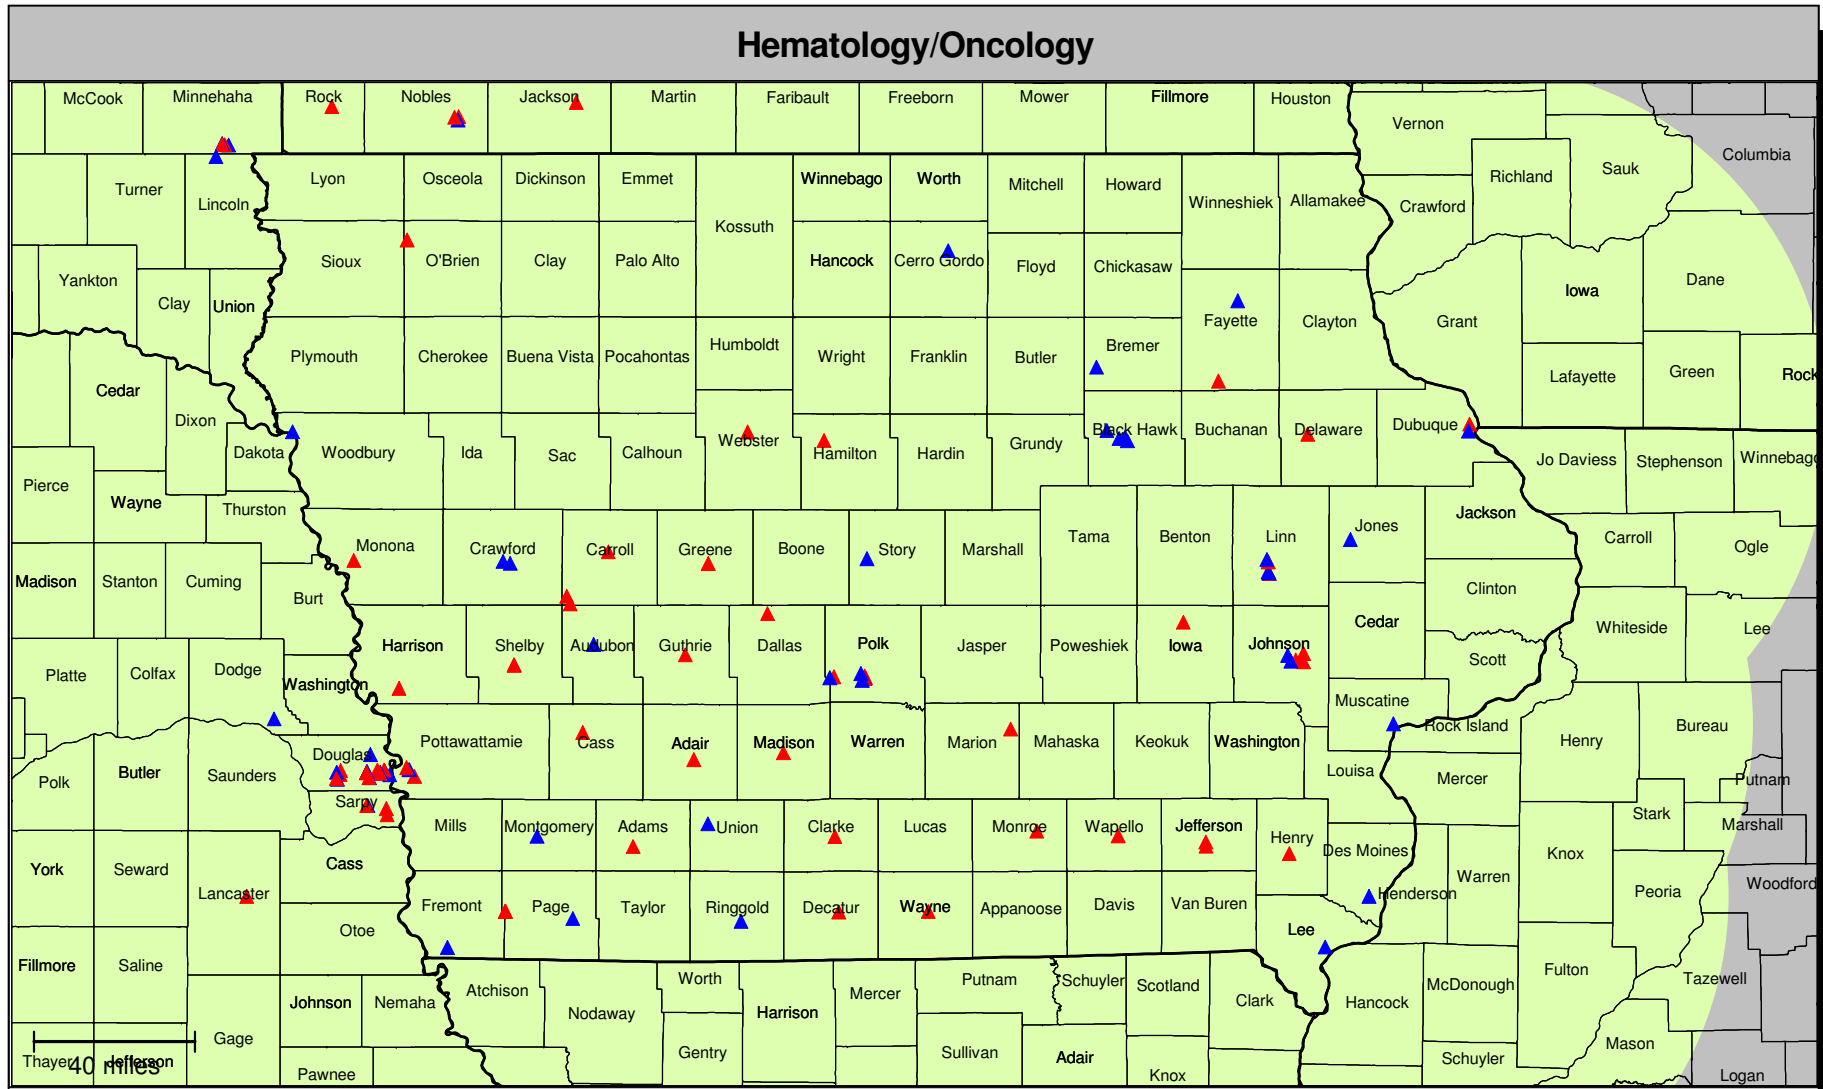 Hematology/Oncology
McCook
Minnehaha
Rock
Nobles
Jackson
Martin
Faribault
Freeborn
Mower
Fillmore
Houston
Vernon
Columbia
Sauk
Richland
Turner
Lincoln
Lyon
Osceola
Dickinson
Emmet
Kossuth
Winnebago
Worth
Mitchell
Howard
Winneshiek
Allamakee
Crawford
Yankton
Clay
Union
Sioux
O'Brien
Clay
Palo Alto
Hancock
Cerro Gordo
Floyd
Chickasaw
Fayette
Clayton
Grant
Iowa
Dane
Cedar
Dixon
Plymouth
Cherokee
Buena Vista
Pocahontas
Humboldt
Wright
Franklin
Butler
Bremer
Lafayette
Green
Rock
Pierce
Wayne
Dakota
Thurston
Woodbury
Ida
Sac
Calhoun
Webster
Hamilton
Hardin
Grundy
Black Hawk
Buchanan
Delaware
Dubuque
Jo Daviess
Stephenson
Winnebago
Madison
Stanton
Cuming
Burt
Monona
Crawford
Carroll
Greene
Boone
Story
Marshall
Tama
Benton
Linn
Jones
Jackson
Clinton
Carroll
Ogle
Platte
Colfax
Dodge
Washington
Harrison
Shelby
Audubon
Guthrie
Dallas
Polk
Jasper
Poweshiek
Iowa
Johnson
Cedar
Scott
Whiteside
Lee
Muscatine
Rock Island
Polk
Butler
Saunders
Douglas
Sarpy
Pottawattamie
Cass
Adair
Madison
Warren
Marion
Mahaska
Keokuk
Washington
Louisa
Mercer
Henry
Bureau
Putnam
Stark
Marshall
York
Seward
Lancaster
Cass
Otoe
Mills
Montgomery
Adams
Union
Clarke
Lucas
Monroe
Wapello
Jefferson
Henry
Des Moines
Henderson
Warren
Knox
Peoria
Woodford
Fillmore
Saline
Fremont
Page
Taylor
Ringgold
Decatur
Wayne
Appanoose
Davis
Van Buren
Lee
Johnson
Nemaha
Atchison
Nodaway
Worth
Harrison
Mercer
Putnam
Schuyler
Scotland
Clark
Hancock
McDonough
Fulton
Tazewell
Thayer
Jefferson
40 miles
Gage
Pawnee
Gentry
Sullivan
Adair
Knox
Schuyler
Mason
Logan